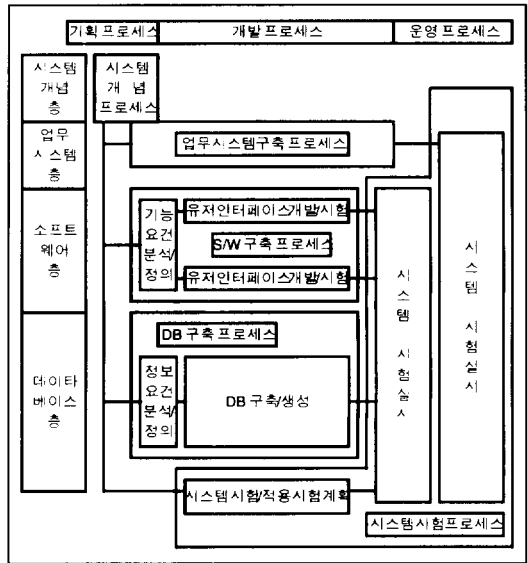 기획프로세스 개발프로세스 운영프로세스
시스템
개념
층
시스템
개 념
프로세스
업무
시스템
층
업무시스템구축프로세스
소프트
웨어
층
기능
요건
분석/
정의
유저인터페이스개발/시험
S/W구축프로세스
유저인터페이스개발/시험
데이타
베이스
층
DB구축프로세스
정보
요건
분석/
정의
DB구축/생성
시스템시험/적용시험계획
시스템 시험실시
시스템 시험실시
시스템시험프로세스